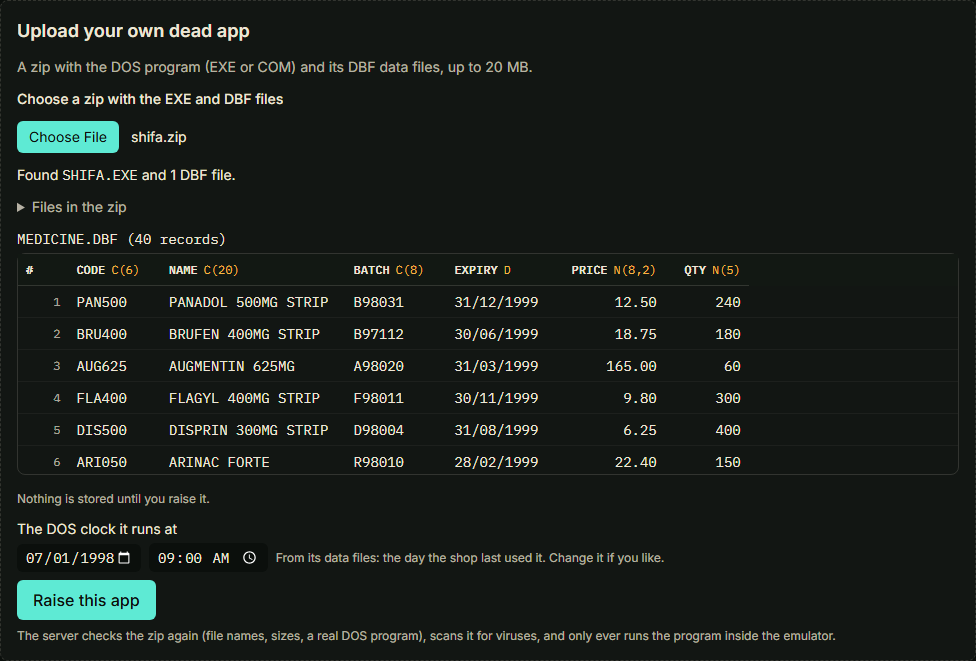 Upload your own dead app
A zip with the DOS program (EXE or COM) and its DBF data files, up to 20 MB.
Choose a zip with the EXE and DBF files
Choose File shifa.zip
Found SHIFA.EXE and 1 DBF file.
▶ Files in the zip
MEDICINE.DBF (40 records)
# CODE C(6) NAME C(20) BATCH C(8) EXPIRY D PRICE N(8,2) QTY N(5)
1 PAN500 PANADOL 500MG STRIP B98031 31/12/1999 12.50 240
2 BRU400 BRUFEN 400MG STRIP B97112 30/06/1999 18.75 180
3 AUG625 AUGMENTIN 625MG A98020 31/03/1999 165.00 60
4 FLA400 FLAGYL 400MG STRIP F98011 30/11/1999 9.80 300
5 DIS500 DISPRIN 300MG STRIP D98004 31/08/1999 6.25 400
6 ARI050 ARINAC FORTE R98010 28/02/1999 22.40 150
Nothing is stored until you raise it.
The DOS clock it runs at
07/01/1998 09:00 AM From its data files: the day the shop last used it. Change it if you like.
Raise this app
The server checks the zip again (file names, sizes, a real DOS program), scans it for viruses, and only ever runs the program inside the emulator.